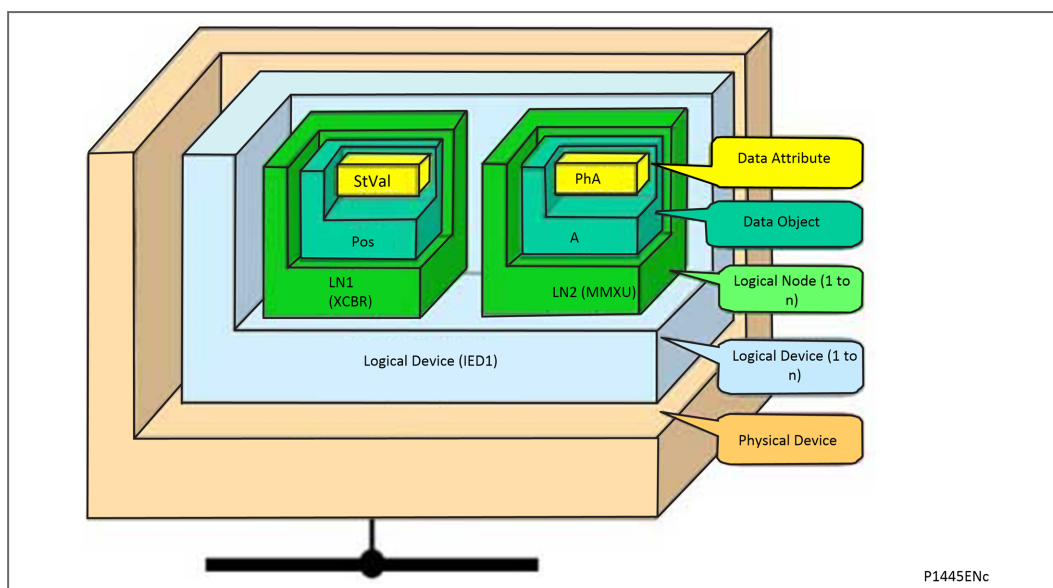 StVal
PhA
Data Attribute
Pos
A
Data Object
LN1
(XCBR)
LN2 (MMXU)
Logical Node (1 to
n)
Logical Device (IED1)
Logical Device (1 to
n)
Physical Device
P1445ENc